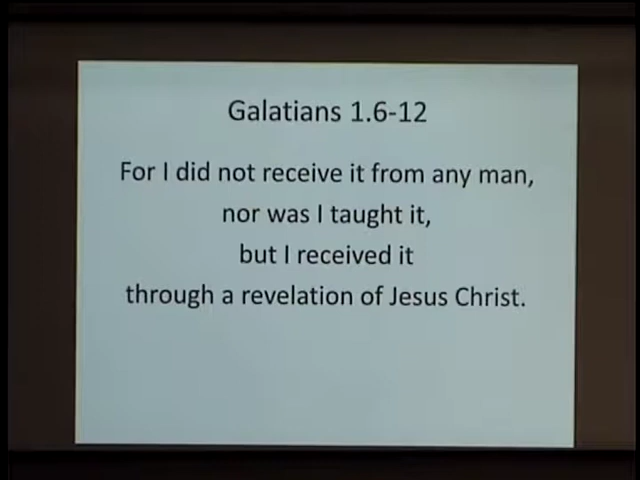 Galatians 1.6-12
For I did not receive it from any man,
nor was I taught it,
but I received it
through a revelation of Jesus Christ.